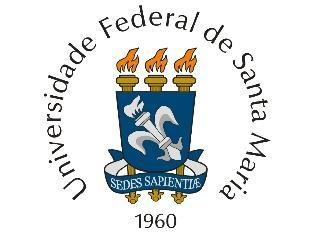 Universidade Federal de Santa Maria
SEDES SAPIENTIÆ
1960